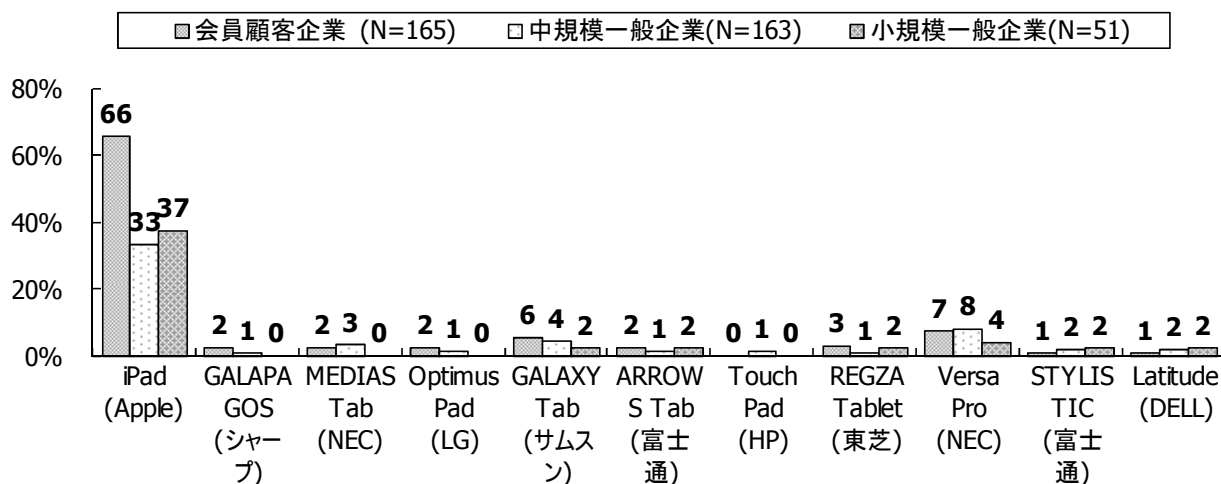 会員顧客企業 (N=165) 中規模一般企業(N=163) 小規模一般企業(N=51)
80%
60%
40%
20%
0%
66 33 37
2 1 0
2 3 0
2 1 0
6 4 2
2 1 2
0 1 0
3 1 2
7 8 4
1 2 2
1 2 2
iPad
(Apple)
GALAPA
GOS
(シャー
プ)
MEDIAS
Tab
(NEC)
Optimus
Pad
(LG)
GALAXY
Tab
(サムス
ン)
ARROW
S Tab
(富士
通)
Touch
Pad
(HP)
REGZA
Tablet
(東芝)
Versa
Pro
(NEC)
STYLIS
TIC
(富士
通)
Latitude
(DELL)